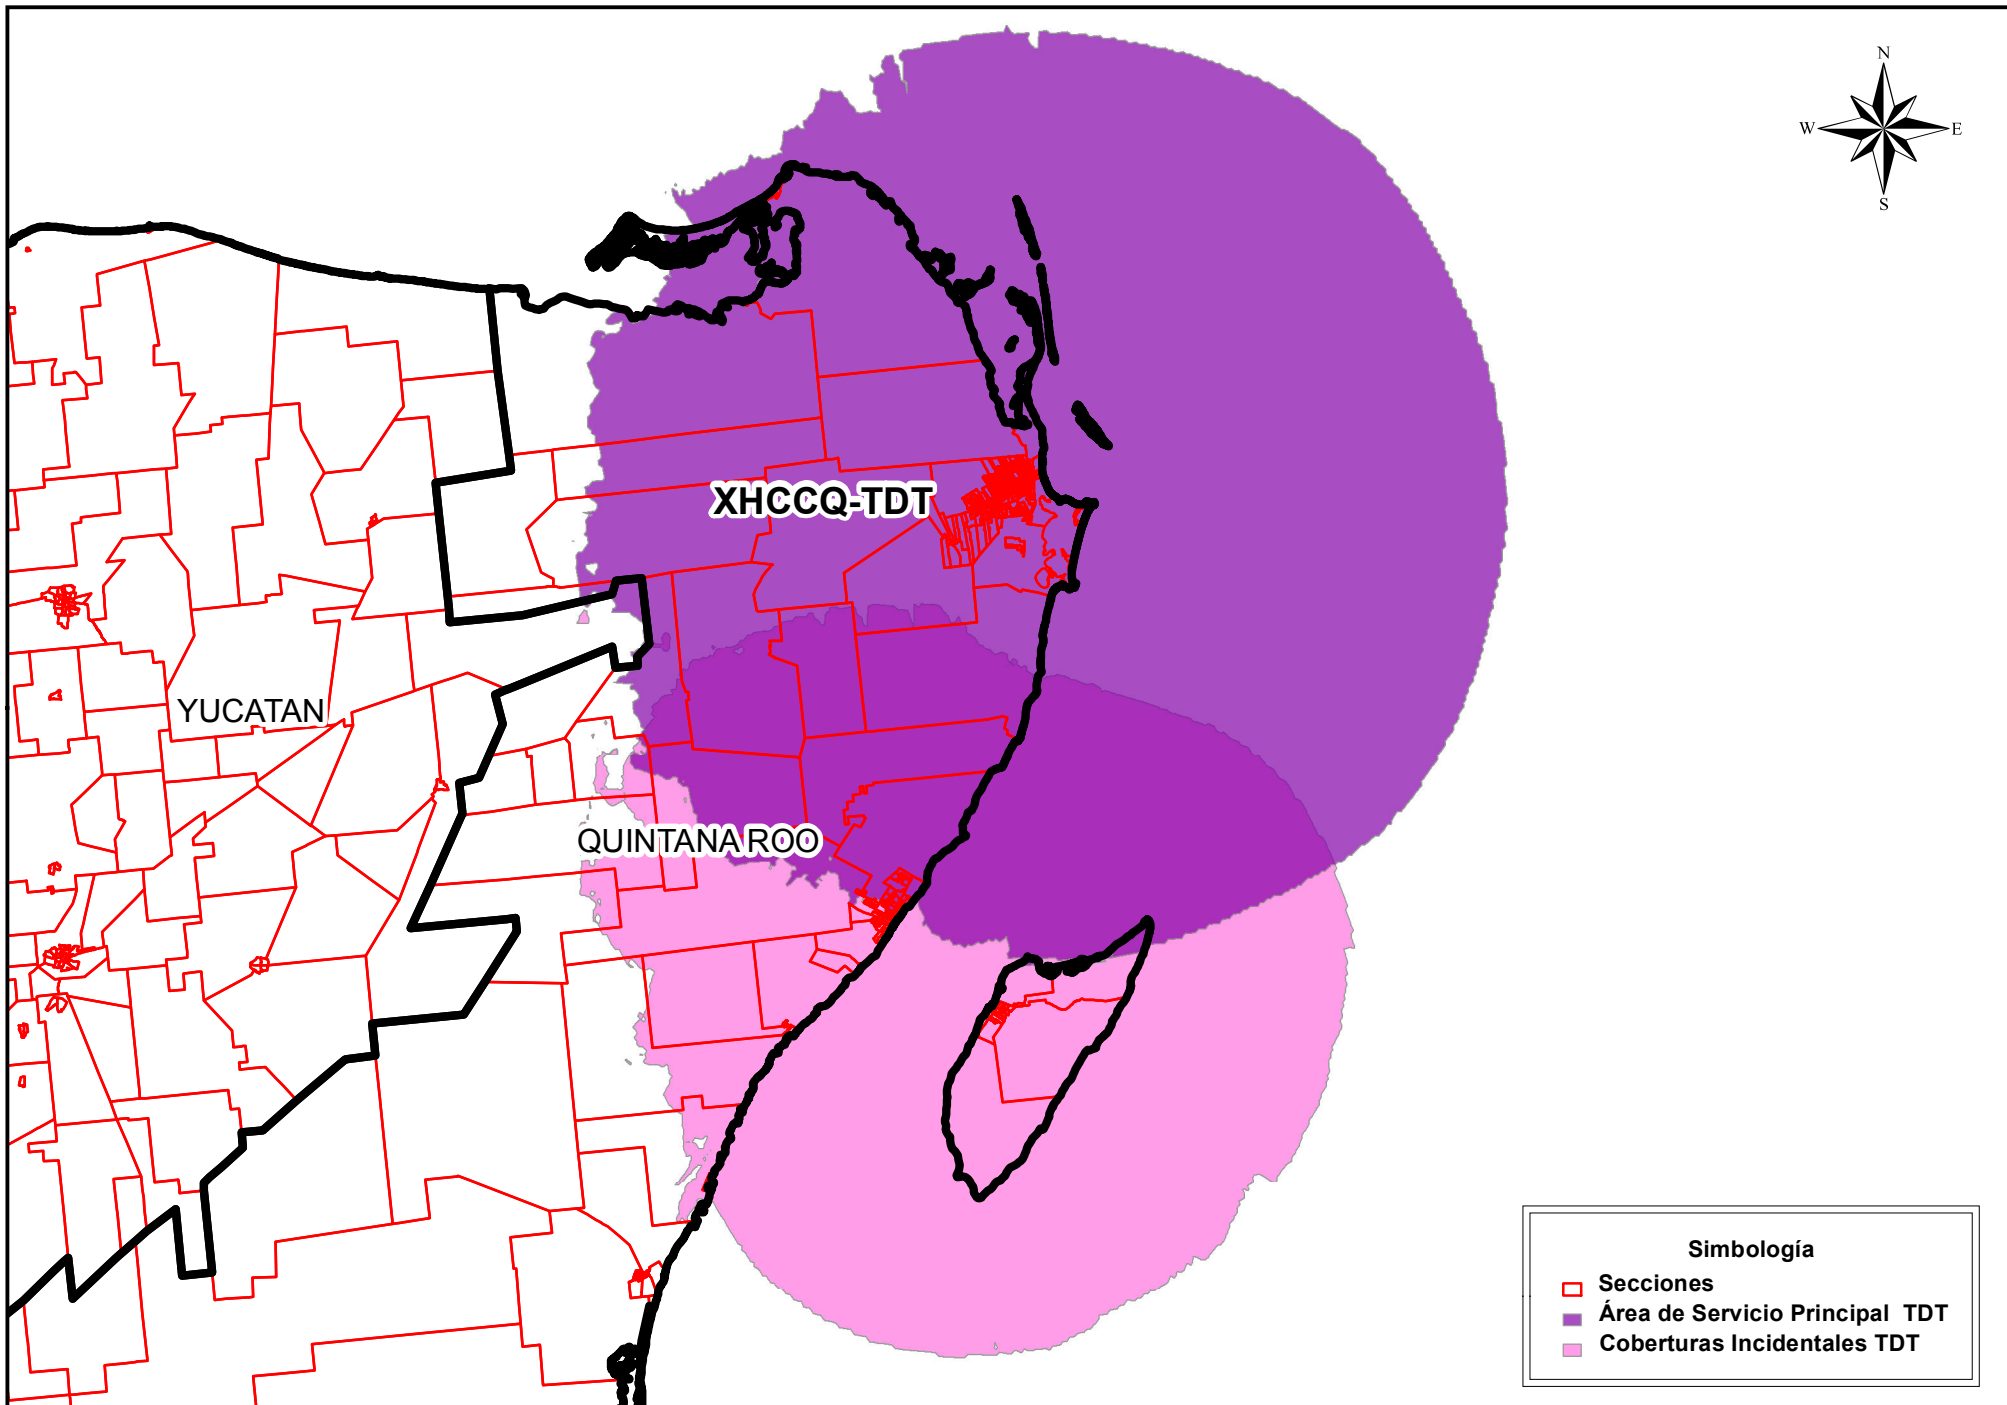 N
W E
S
XHCCQ-TDT
YUCATAN
QUINTANA ROO
Simbología
Secciones
Área de Servicio Principal TDT
Coberturas Incidentales TDT